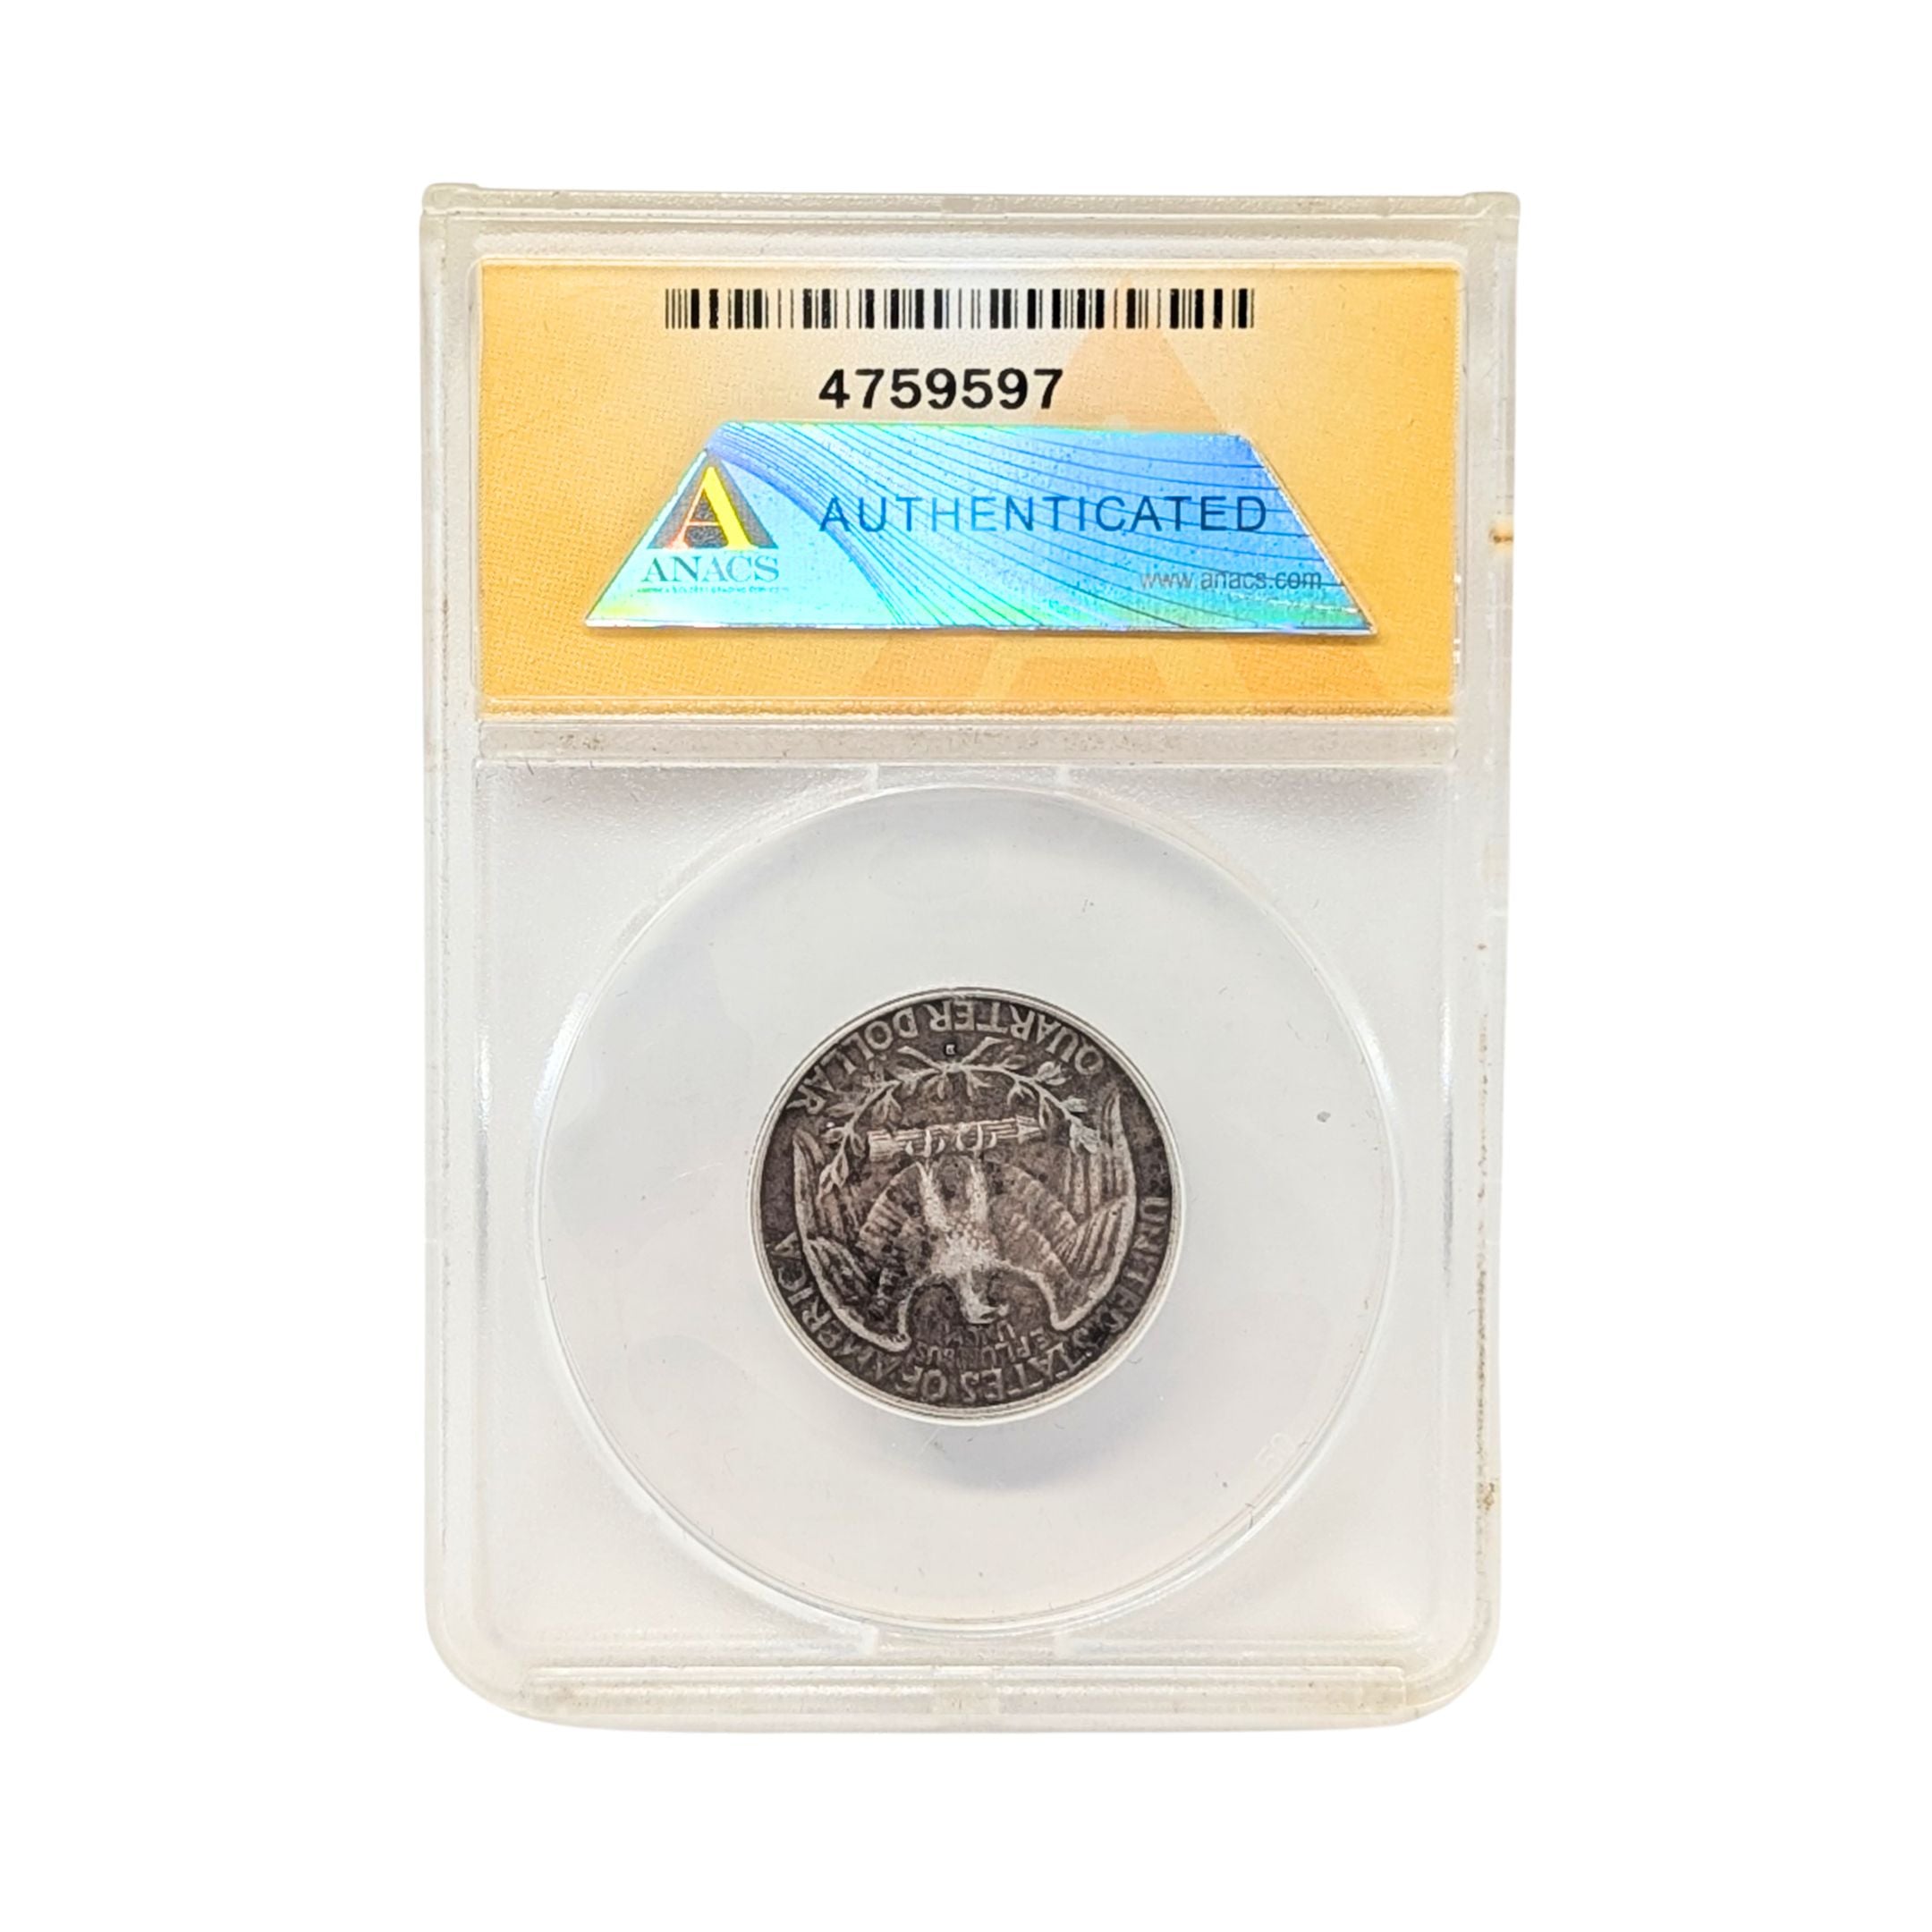 4759597
ANACS
AUTHENTICATED
www.anacs.com
QUARTER DOLLAR
E PLURIBUS
UNUM
UNITED STATES OF AMERICA